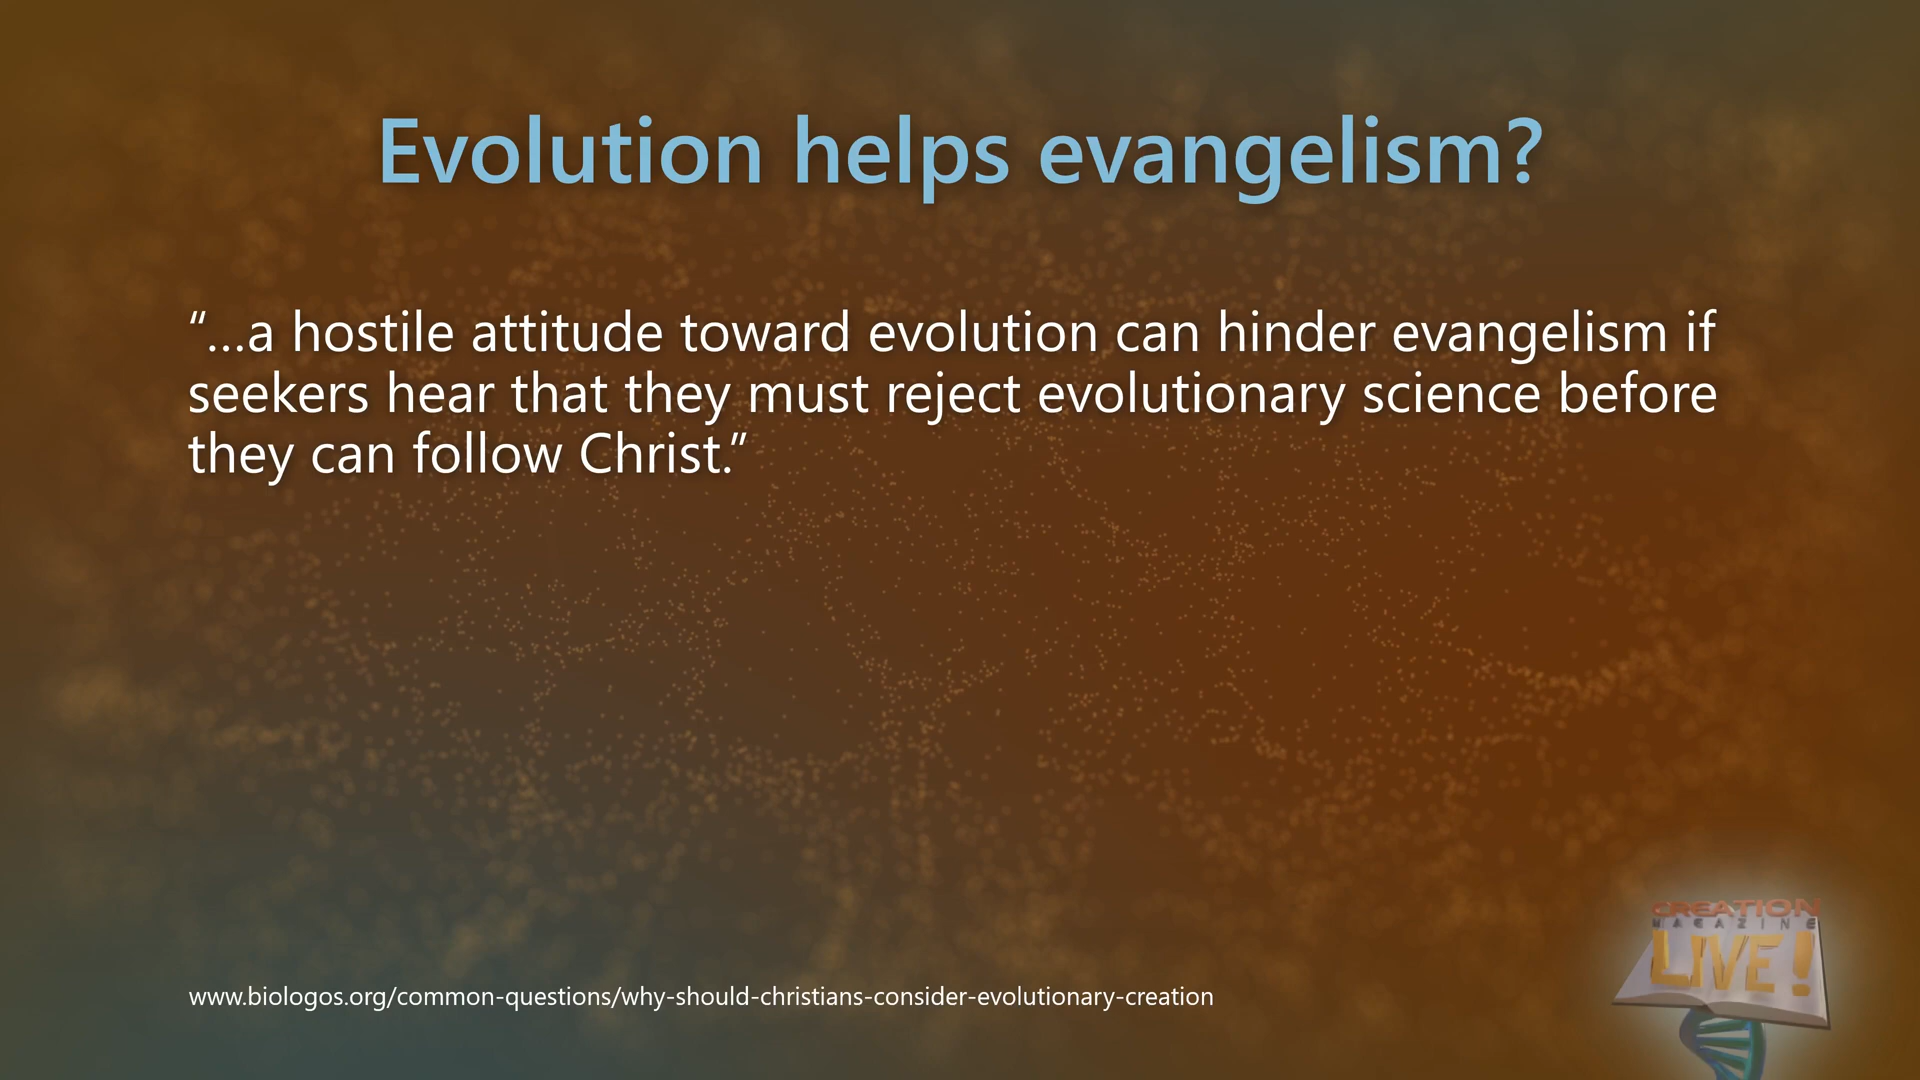 Evolution helps evangelism?
“...a hostile attitude toward evolution can hinder evangelism if
seekers hear that they must reject evolutionary science before
they can follow Christ.”
www.biologos.org/common-questions/why-should-christians-consider-evolutionary-creation
CREATION
MAGAZINE
LIVE!